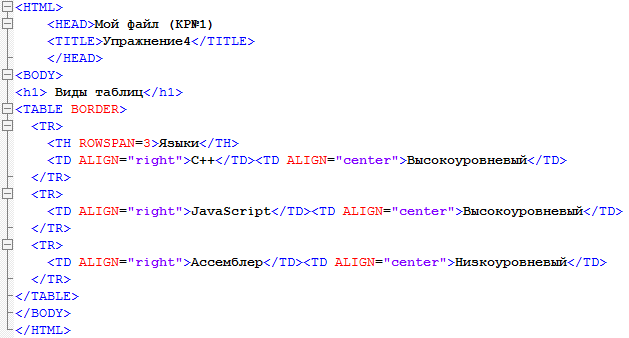 <HTML>
<HEAD>Мой файл (КР№1)
<TITLE>Упражнение4</TITLE>
</HEAD>
<BODY>
<h1> Виды таблиц</h1>
<TABLE BORDER>
<TR>
<TH ROWSPAN=3>Языки</TH>
<TD ALIGN="right">C++</TD><TD ALIGN="center">Высокоуровневый</TD>
</TR>
<TR>
<TD ALIGN="right">JavaScript</TD><TD ALIGN="center">Высокоуровневый</TD>
</TR>
<TR>
<TD ALIGN="right">Ассемблер</TD><TD ALIGN="center">Низкоуровневый</TD>
</TR>
</TABLE>
</BODY>
</HTML>